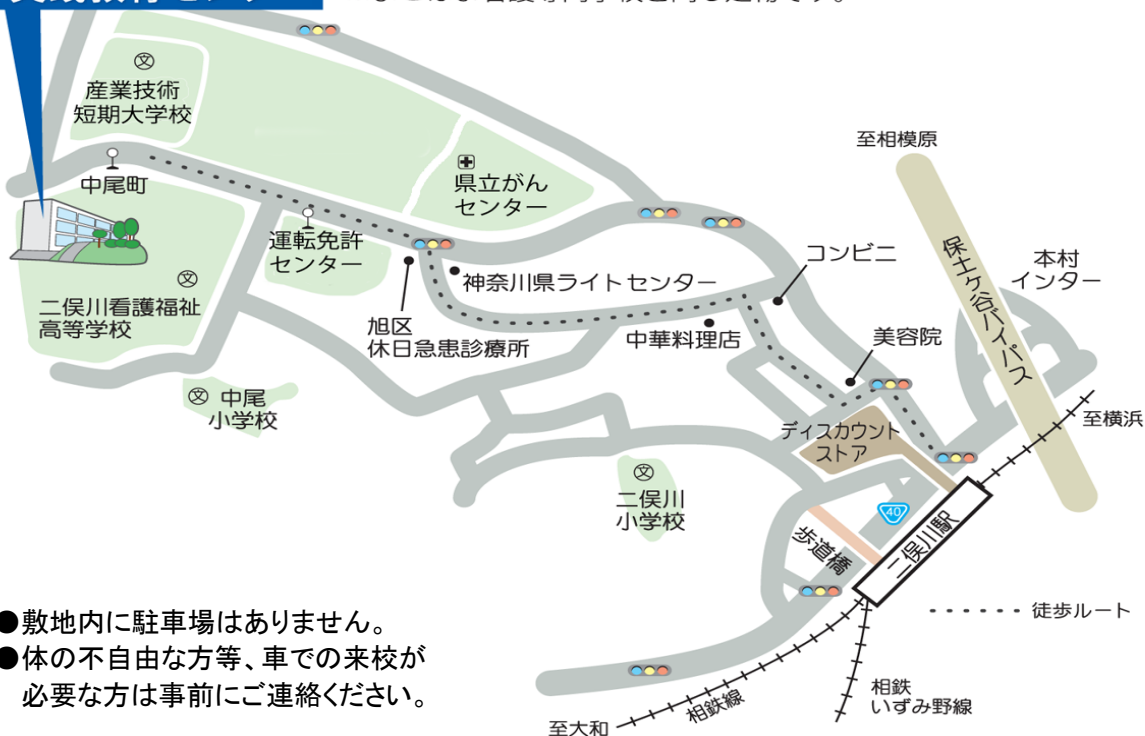 産業技術
短期大学校
中尾町
県立がん
センター
至相模原
運転免許
センター
コンビニ
保土ヶ谷バイパス
本村
インター
神奈川県ライトセンター
二俣川看護福祉
高等学校
旭区
休日急患診療所
中華料理店
美容院
中尾
小学校
ディスカウント
ストア
至横浜
二俣川
小学校
40
歩道橋
二俣川駅
●敷地内に駐車場はありません。
●体の不自由な方等、車での来校が
必要な方は事前にご連絡ください。
徒歩ルート
相鉄
いずみ野線
相鉄線
至大和